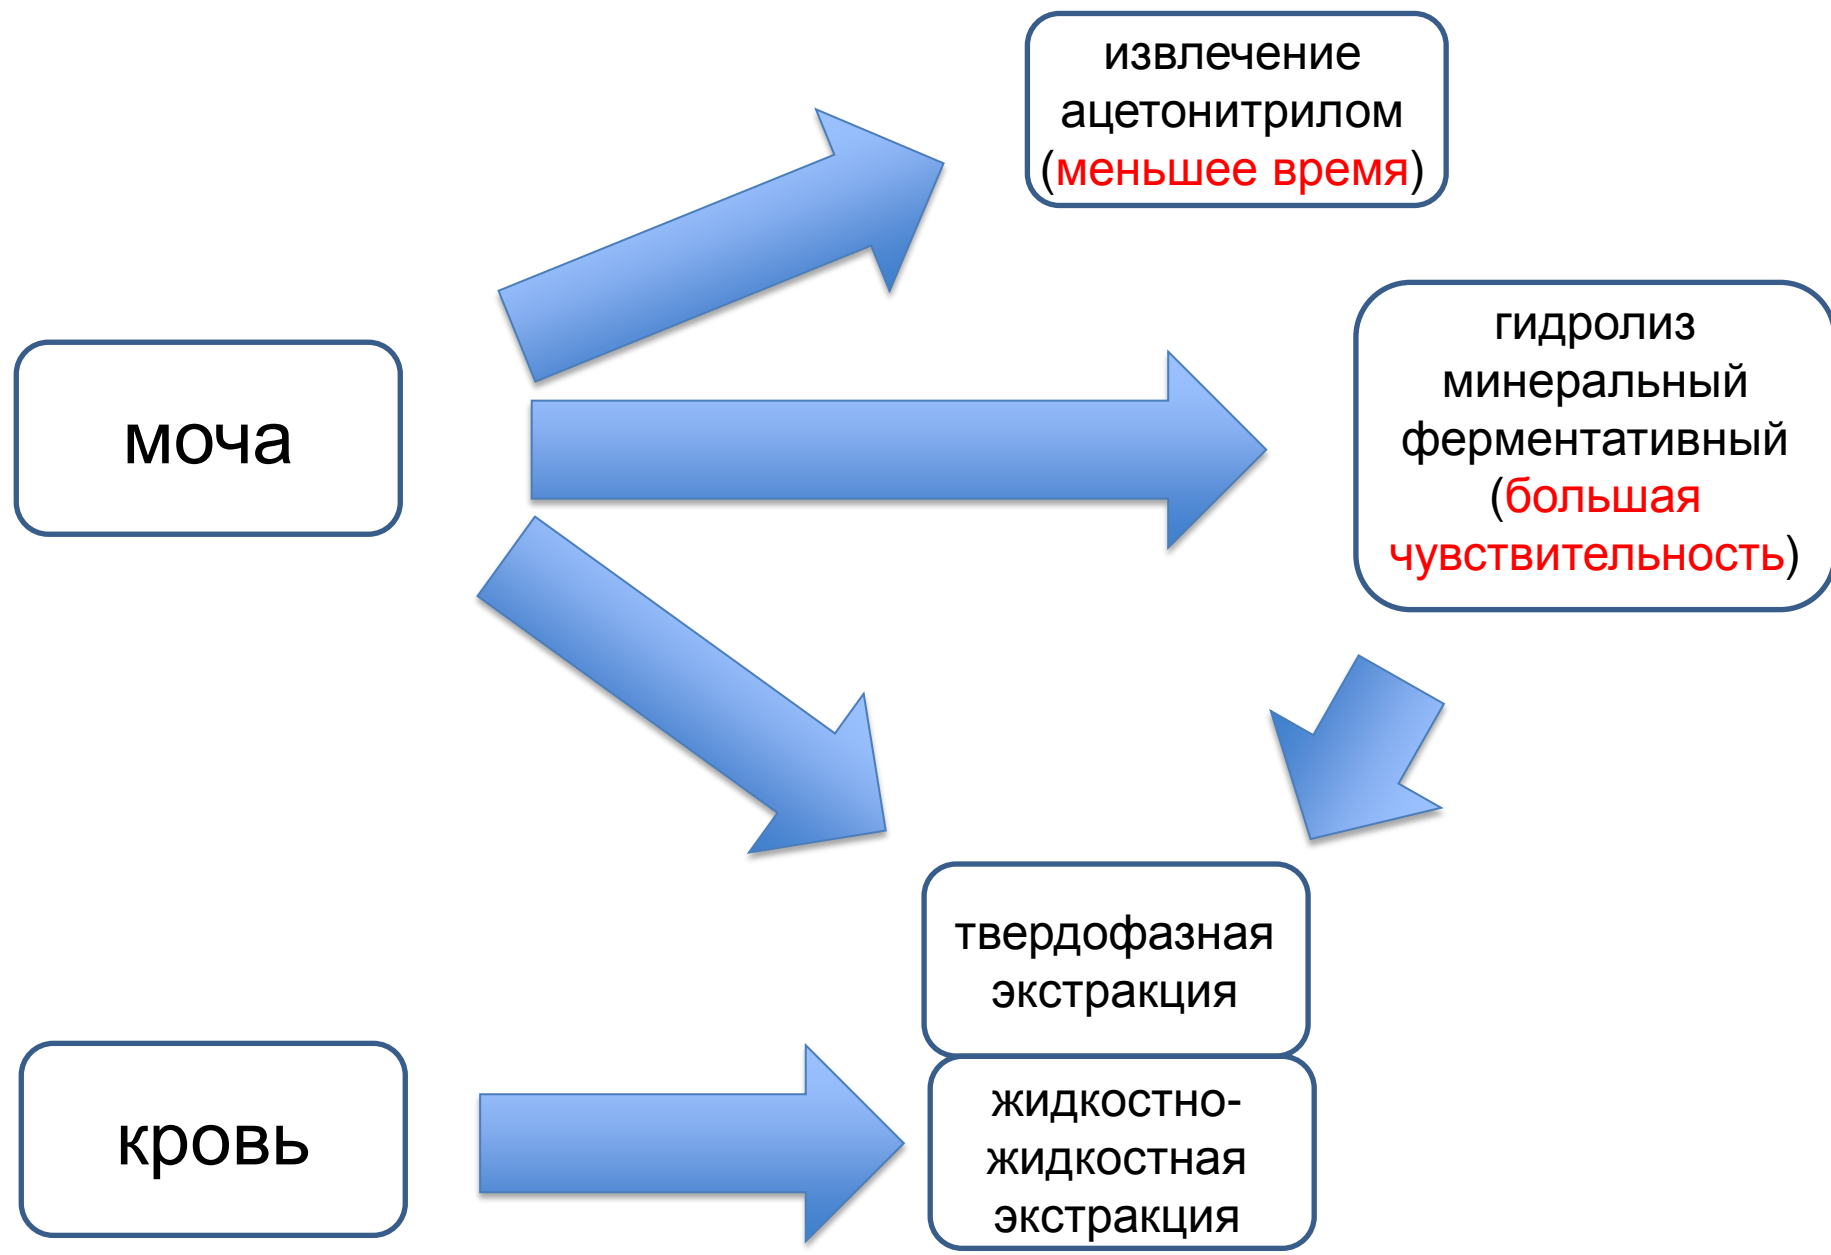 извлечение
ацетонитрилом
(меньшее время)
гидролиз
минеральный
ферментативный
(большая
чувствительность)
моча
твердофазная
экстракция
кровь
жидкостно-
жидкостная
экстракция